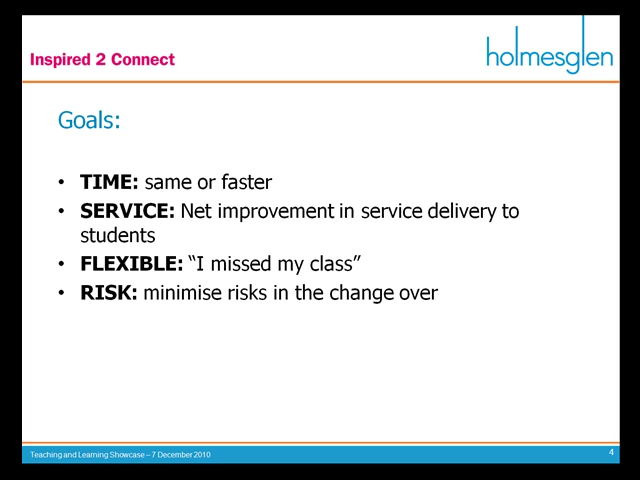 Inspired 2 Connect
holmesglen
Goals:
• TIME: same or faster
• SERVICE: Net improvement in service delivery to
students
• FLEXIBLE: “I missed my class”
• RISK: minimise risks in the change over
Teaching and Learning Showcase – 7 December 2010
4